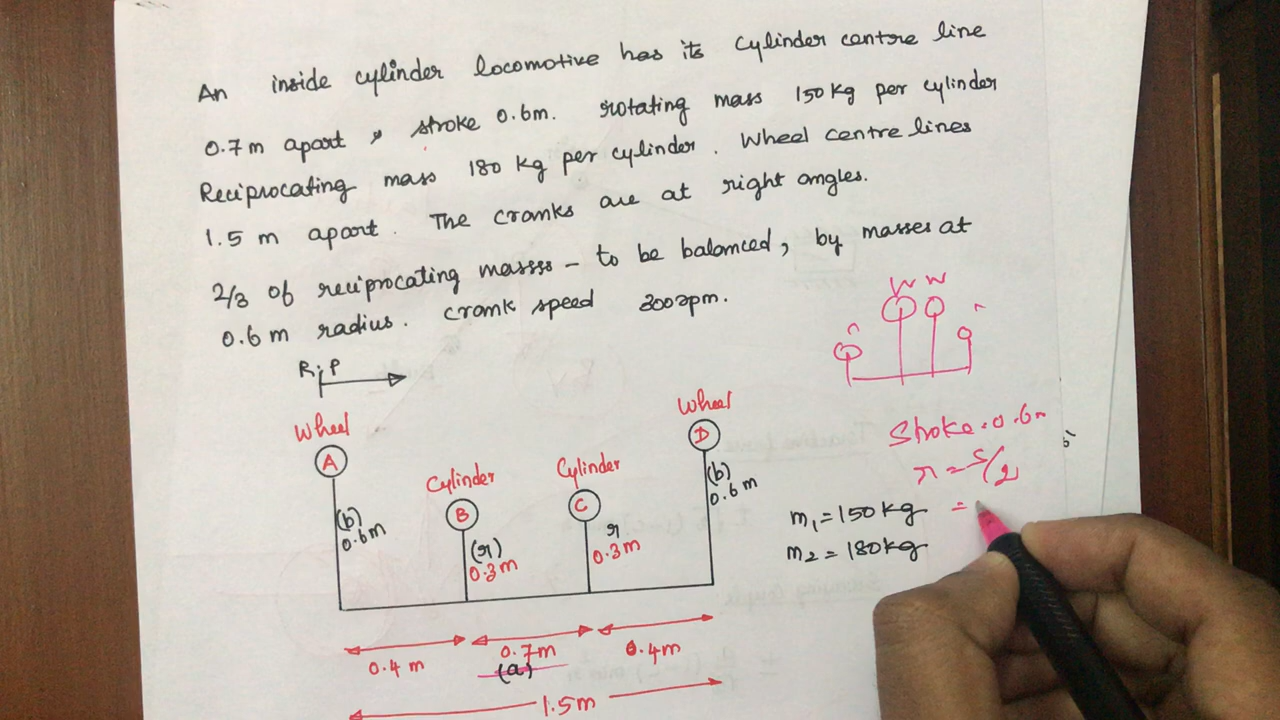 An inside cylinder locomotive has its cylinder centre line
0.7 m apart & stroke 0.6m. rotating mass 150 kg per cylinder
Reciprocating mass 180 kg per cylinder. Wheel centre lines
1.5 m apart. The cranks are at right angles.
2/3 of reciprocating masss - to be balanced, by masses at
0.6 m radius. crank speed 300rpm.
R.P
W W
r r
Wheel
Wheel
A
D
Cylinder
Cylinder
B
C
(b)
0.6m
(r)
0.3m
r
0.3m
(b)
0.6m
Stroke = 0.6m
r = S/2
=
m₁ = 150 kg
m₂ = 180 kg
0.4 m
0.7m
(a)
0.4m
1.5m